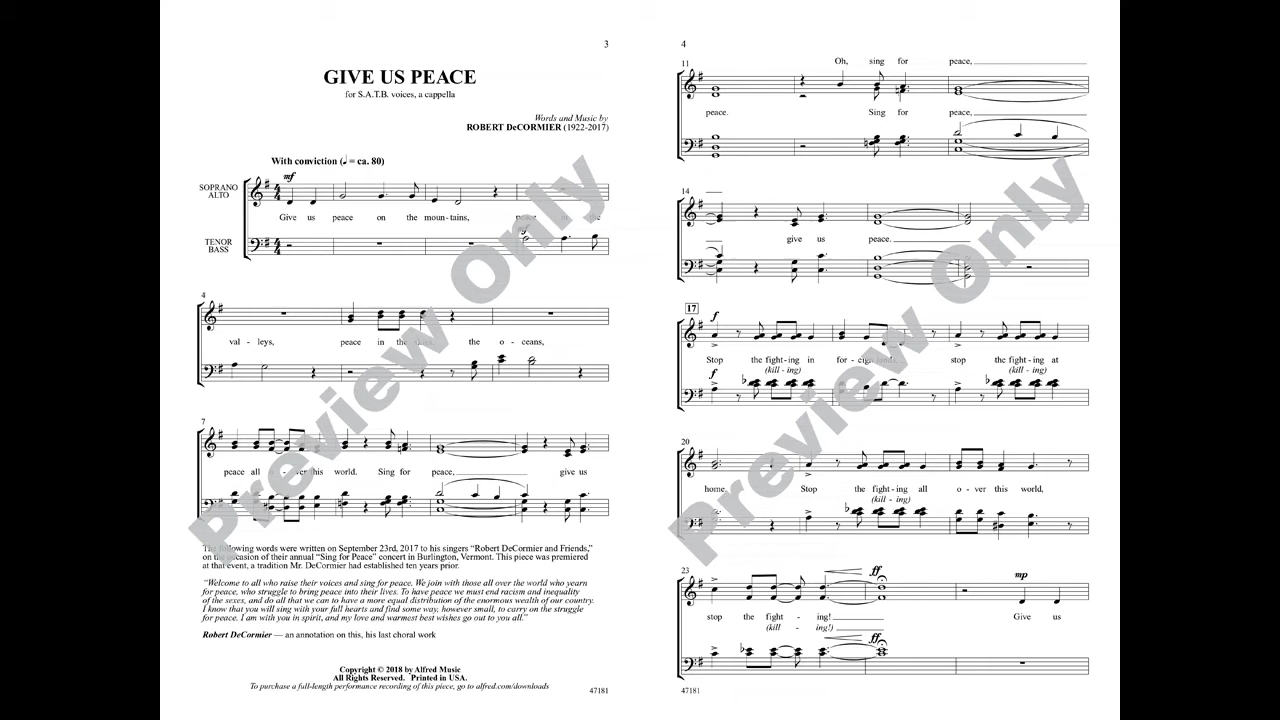 3
GIVE US PEACE
for S.A.T.B. voices, a cappella
Words and Music by
ROBERT DeCORMIER (1922-2017)
With conviction (♩ = ca. 80)
mf
SOPRANO
ALTO
Give us peace on the moun - tains, peace in the
mf
TENOR
BASS
4
val - leys, peace in the skies, the o - ceans,
7
peace all - ver this world. Sing for peace, give us
The following words were written on September 23rd, 2017 to his singers “Robert DeCormier and Friends,”
on the occasion of their annual “Sing for Peace” concert in Burlington, Vermont. This piece was premiered
at that event, a tradition Mr. DeCormier had established ten years prior.
“Welcome to all who raise their voices and sing for peace. We join with those all over the world who yearn
for peace, who struggle to bring peace into their lives. To have peace we must end racism and inequality
of the sexes, and do all that we can to have a more equal distribution of the enormous wealth of our country.
I know that you will sing with your full hearts and find some way, however small, to carry on the struggle
for peace. I am with you in spirit, and my love and warmest best wishes go out to you all.”
Robert DeCormier — an annotation on this, his last choral work
Copyright © 2018 by Alfred Music
All Rights Reserved. Printed in USA.
To purchase a full-length performance recording of this piece, go to alfred.com/downloads
47181
Preview Only
4
Oh, sing for peace,
11
peace. Sing for peace,
14
give us peace.
17
f
Stop the fight - ing in for - eign lands, stop the fight - ing at
(kill - ing) (kill - ing)
f
20
home. Stop the fight - ing all o - ver this world,
(kill - ing)
23
ff mp
stop the fight - ing! Give us
(kill - ing!)
ff
47181
Preview Only